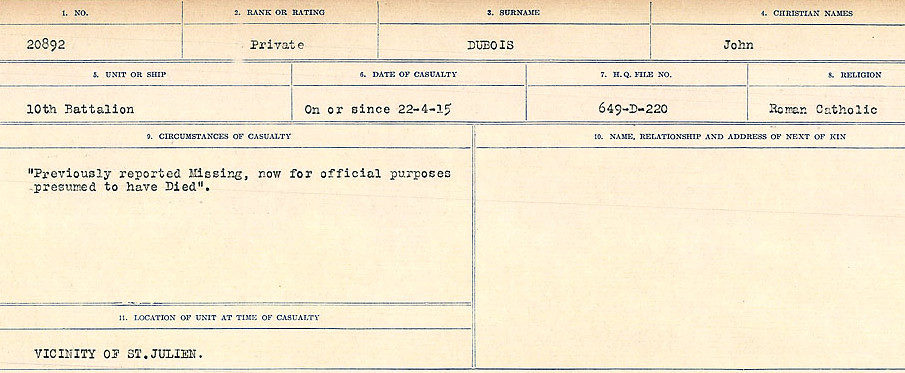 1. NO.
2. RANK OR RATING
3. SURNAME
4. CHRISTIAN NAMES
20892
Private
DUBOIS
John
5. UNIT OR SHIP
6. DATE OF CASUALTY
7. H. Q. FILE NO.
8. RELIGION
10th Battalion
On or since 22-4-15
649-D-220
Roman Catholic
9. CIRCUMSTANCES OF CASUALTY
"Previously reported Missing, now for official purposes
presumed to have Died".
10. NAME, RELATIONSHIP AND ADDRESS OF NEXT OF KIN
11. LOCATION OF UNIT AT TIME OF CASUALTY
VICINITY OF ST.JULIEN.